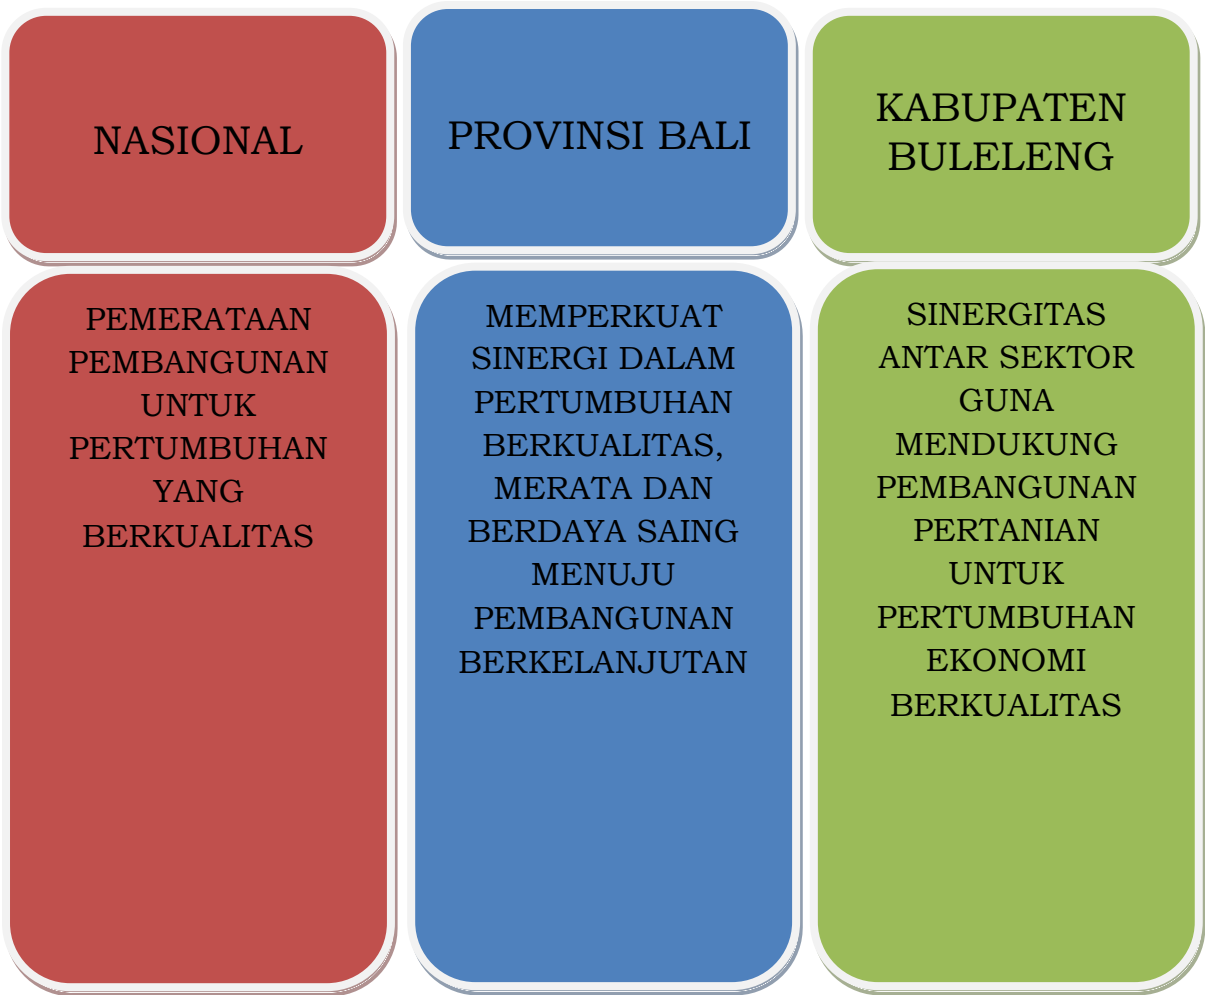 NASIONAL
PEMERATAAN
PEMBANGUNAN
UNTUK
PERTUMBUHAN
YANG
BERKUALITAS
PROVINSI BALI
MEMPERKUAT
SINERGI DALAM
PERTUMBUHAN
BERKUALITAS,
MERATA DAN
BERDAYA SAING
MENUJU
PEMBANGUNAN
BERKELANJUTAN
KABUPATEN
BULELENG
SINERGITAS
ANTAR SEKTOR
GUNA
MENDUKUNG
PEMBANGUNAN
PERTANIAN
UNTUK
PERTUMBUHAN
EKONOMI
BERKUALITAS